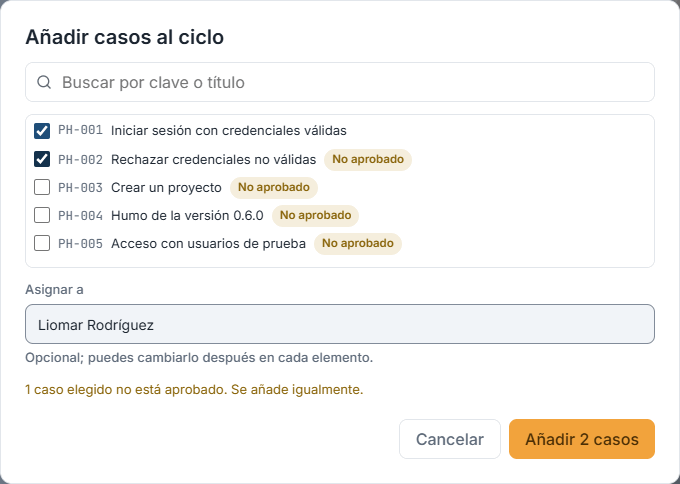 Añadir casos al ciclo
Buscar por clave o título
PH-001 Iniciar sesión con credenciales válidas
PH-002 Rechazar credenciales no válidas No aprobado
PH-003 Crear un proyecto No aprobado
PH-004 Humo de la versión 0.6.0 No aprobado
PH-005 Acceso con usuarios de prueba No aprobado
Asignar a
Liomar Rodríguez
Opcional; puedes cambiarlo después en cada elemento.
1 caso elegido no está aprobado. Se añade igualmente.
Cancelar Añadir 2 casos